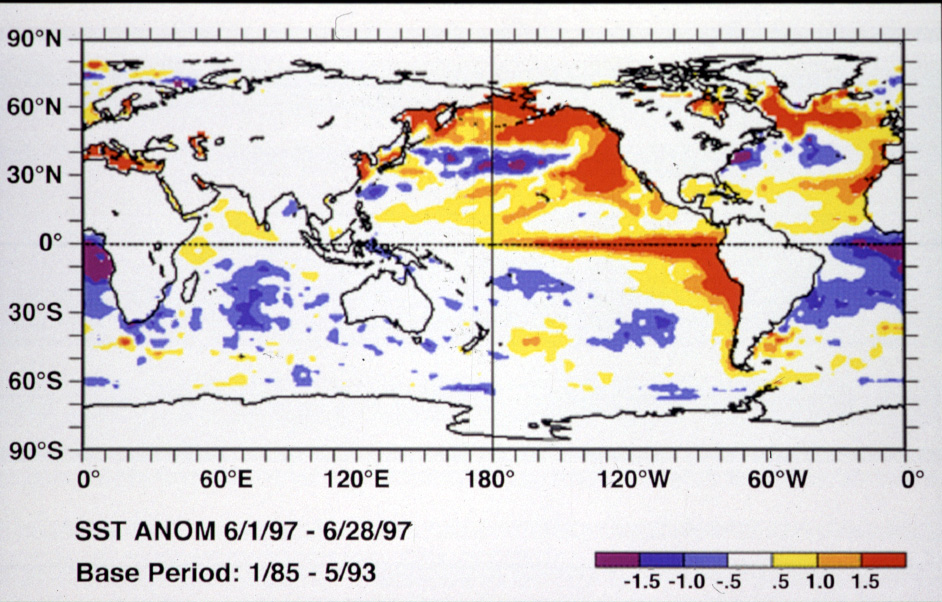 90°N
60°N
30°N
0°
30°S
60°S
90°S
0° 60°E 120°E 180° 120°W 60°W 0°
SST ANOM 6/1/97 - 6/28/97
Base Period: 1/85 - 5/93
-1.5 -1.0 -.5 .5 1.0 1.5